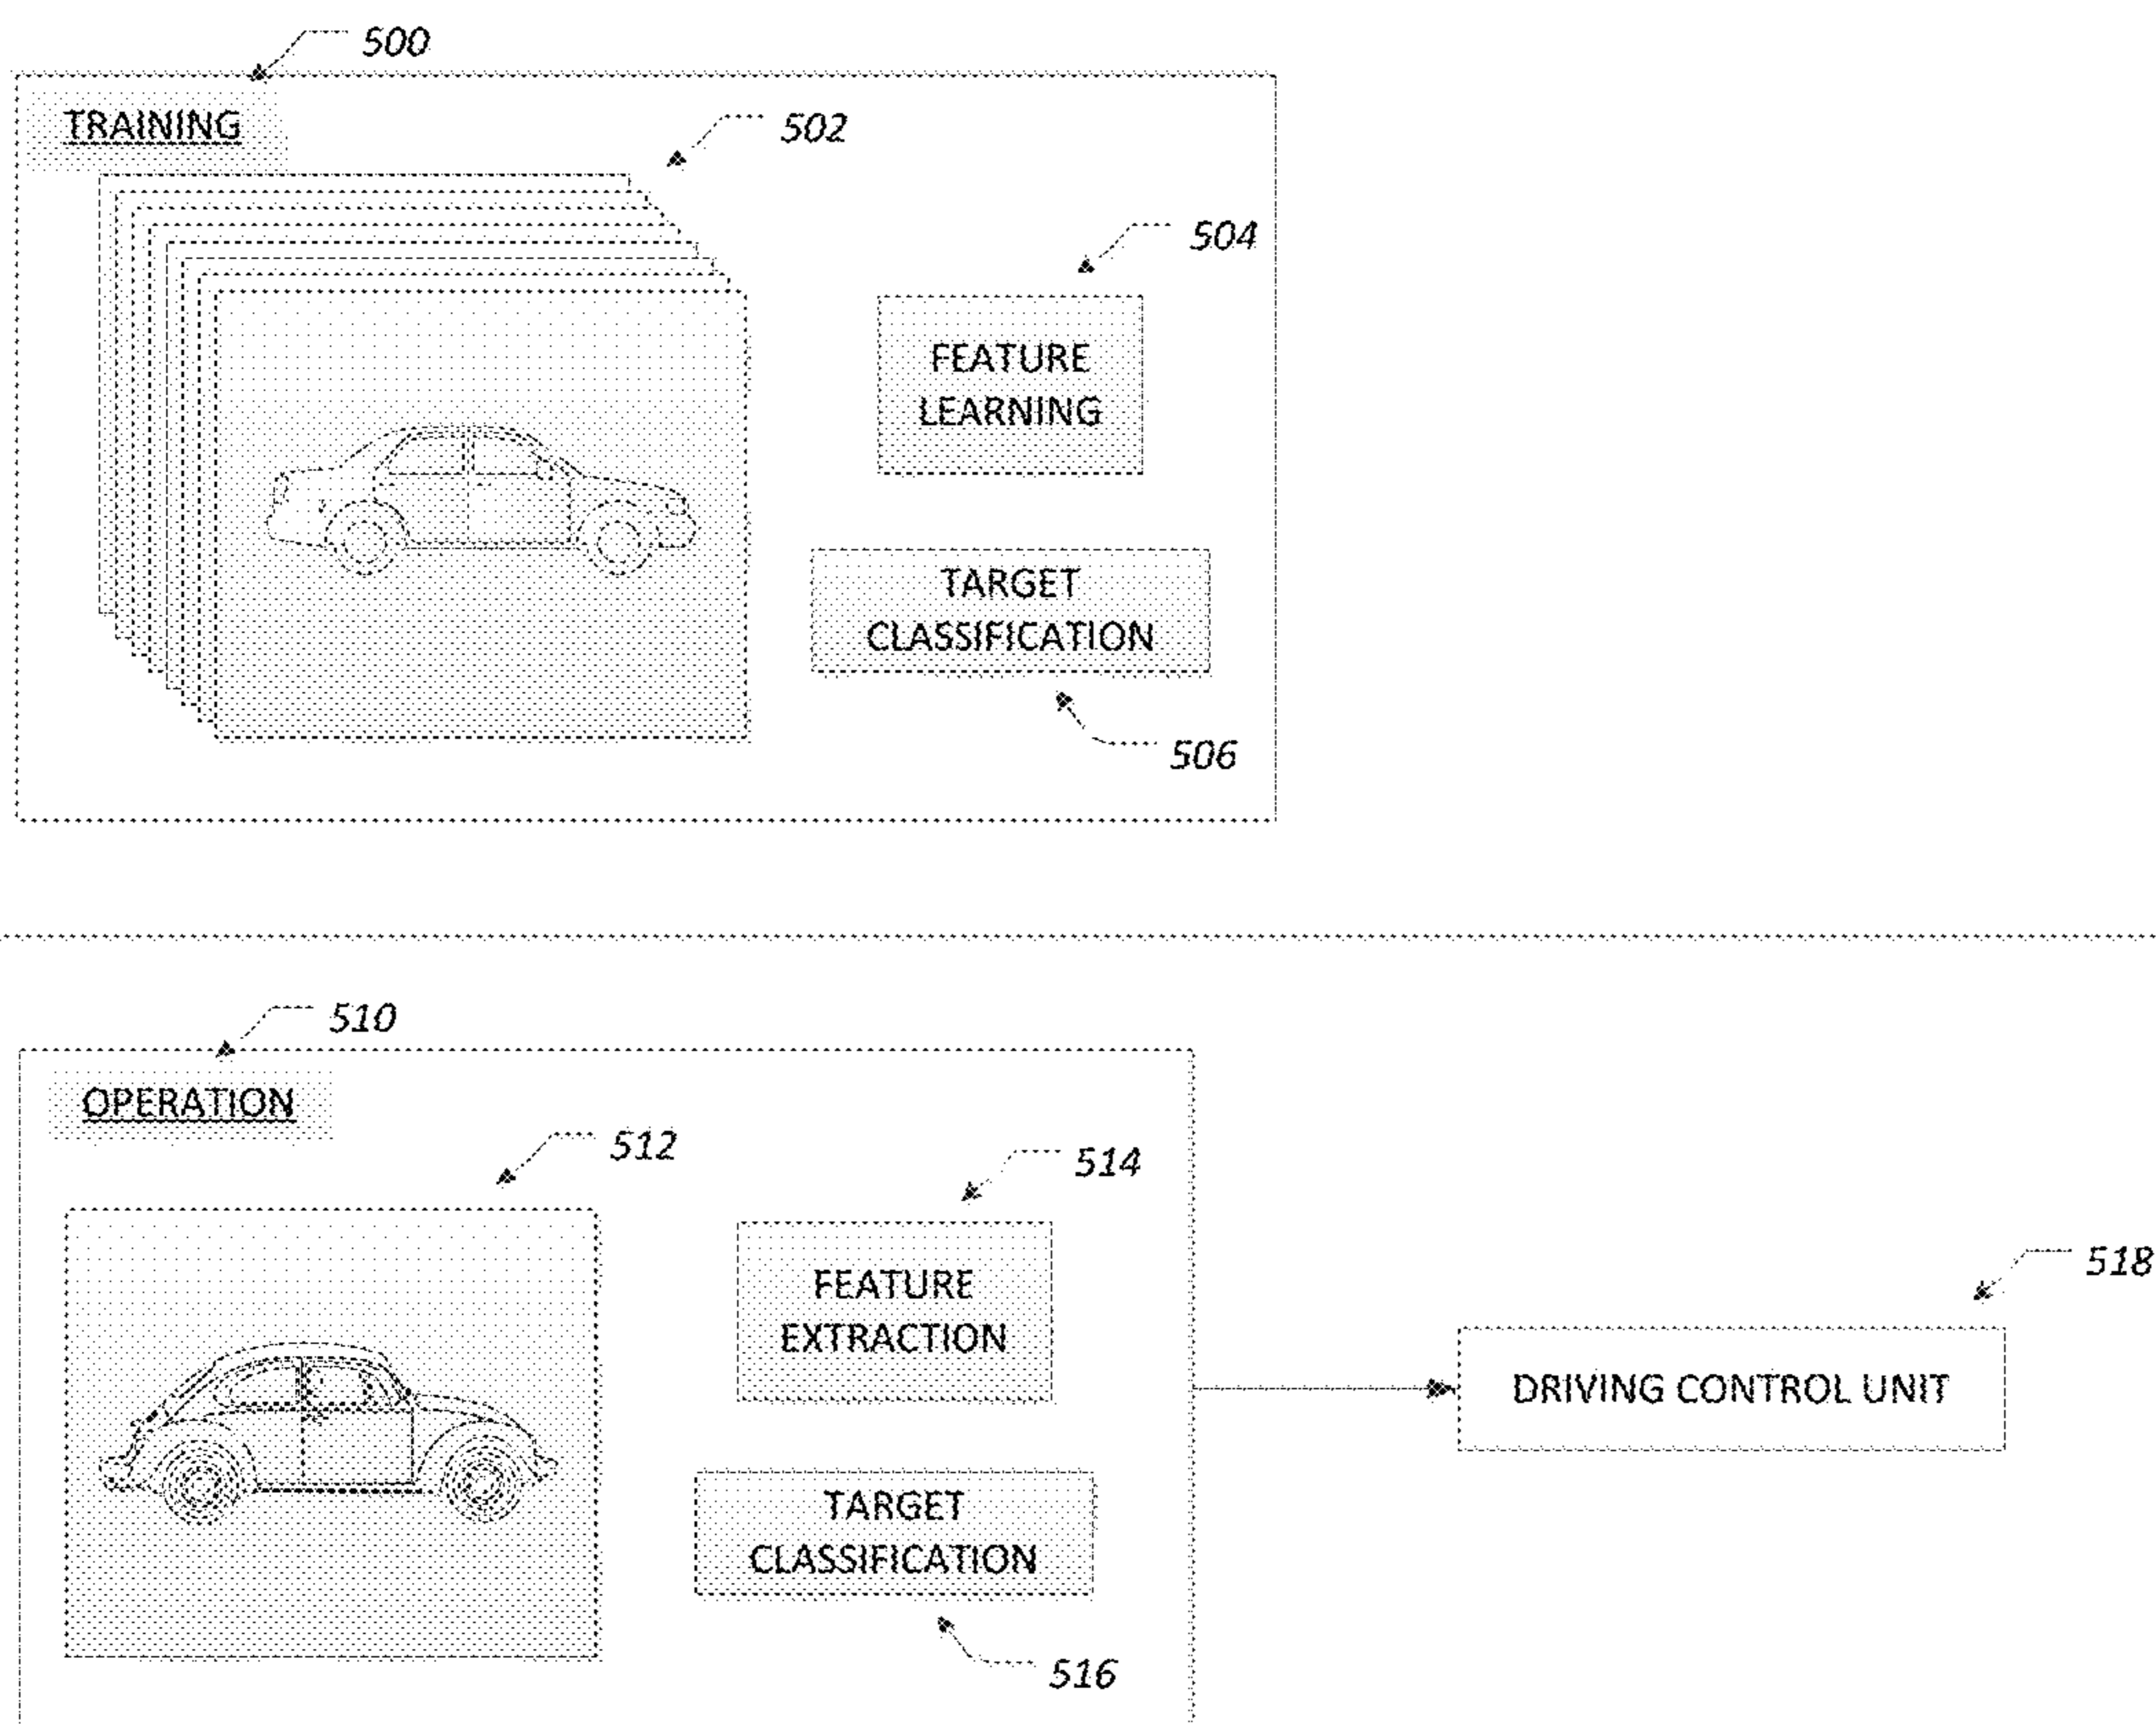 500
TRAINING
502
504
FEATURE
LEARNING
TARGET
CLASSIFICATION
506
510
OPERATION
512
514
FEATURE
EXTRACTION
518
DRIVING CONTROL UNIT
TARGET
CLASSIFICATION
516